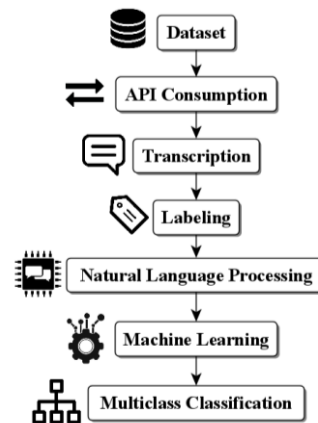 Dataset
API Consumption
Transcription
Labeling
Natural Language Processing
Machine Learning
Multiclass Classification